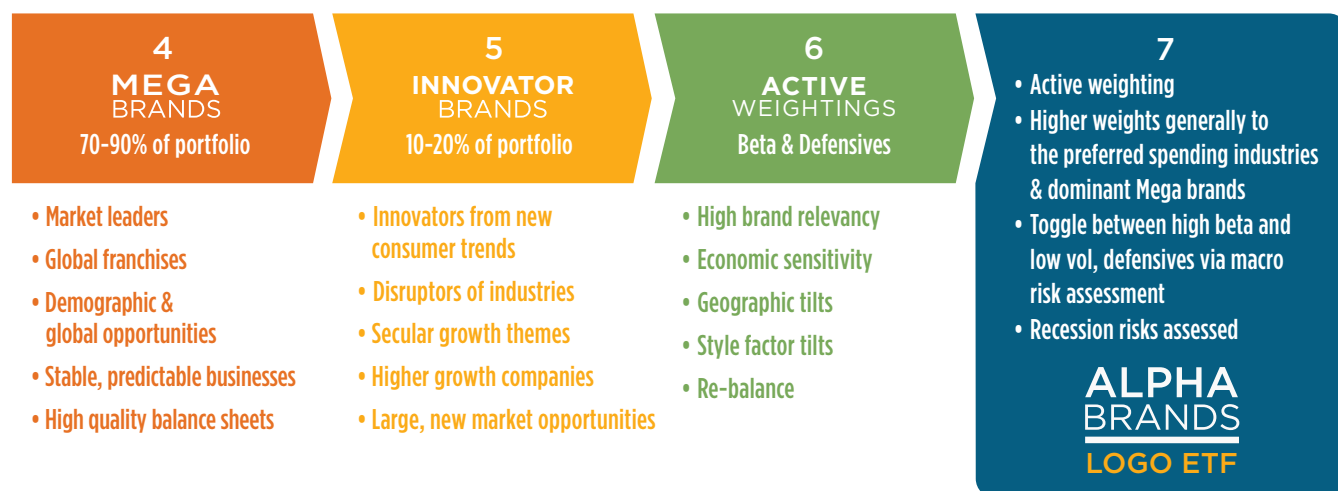 4
MEGA
BRANDS
70-90% of portfolio
• Market leaders
• Global franchises
• Demographic &
global opportunities
• Stable, predictable businesses
• High quality balance sheets
5
INNOVATOR
BRANDS
10-20% of portfolio
• Innovators from new
consumer trends
• Disruptors of industries
• Secular growth themes
• Higher growth companies
• Large, new market opportunities
6
ACTIVE
WEIGHTINGS
Beta & Defensives
• High brand relevancy
• Economic sensitivity
• Geographic tilts
• Style factor tilts
• Re-balance
7
• Active weighting
• Higher weights generally to
the preferred spending industries
& dominant Mega brands
• Toggle between high beta and
low vol, defensives via macro
risk assessment
• Recession risks assessed
ALPHA
BRANDS
LOGO ETF